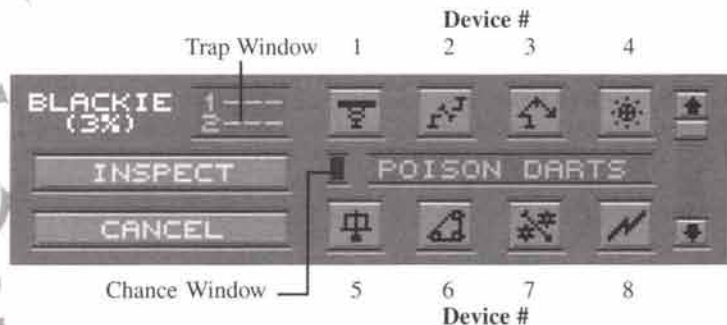 Device #
Trap Window 1 2 3 4
BLACKIE 1---
(3%) 2---
INSPECT POISON DARTS
CANCEL
Chance Window 5 6 7 8
Device #